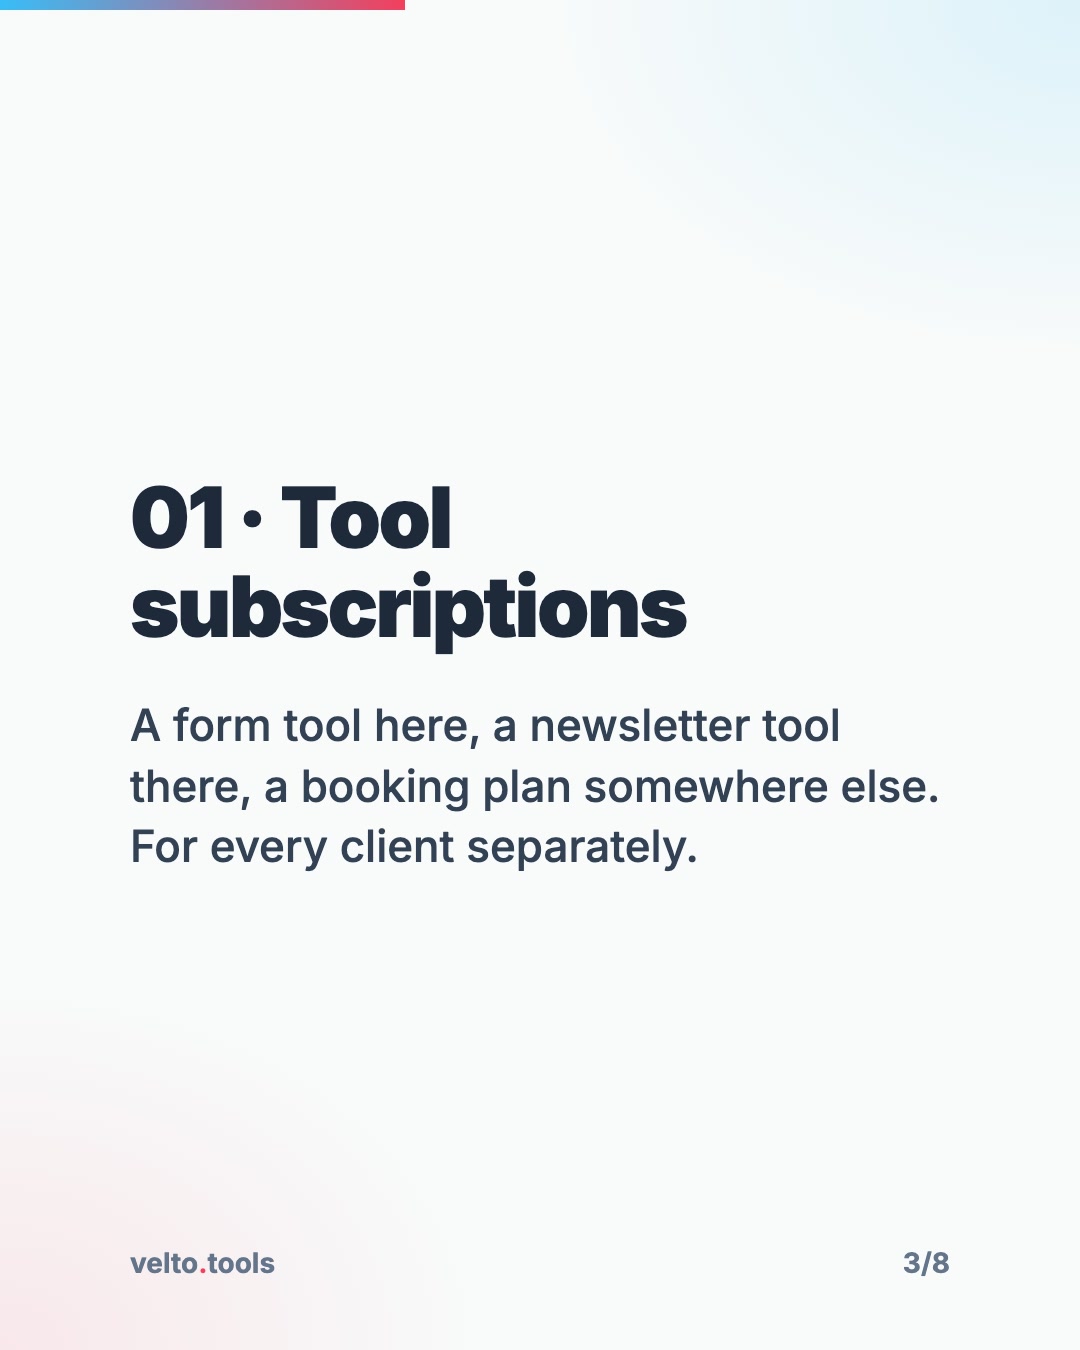 01 · Tool
subscriptions
A form tool here, a newsletter tool
there, a booking plan somewhere else.
For every client separately.
velto.tools
3/8